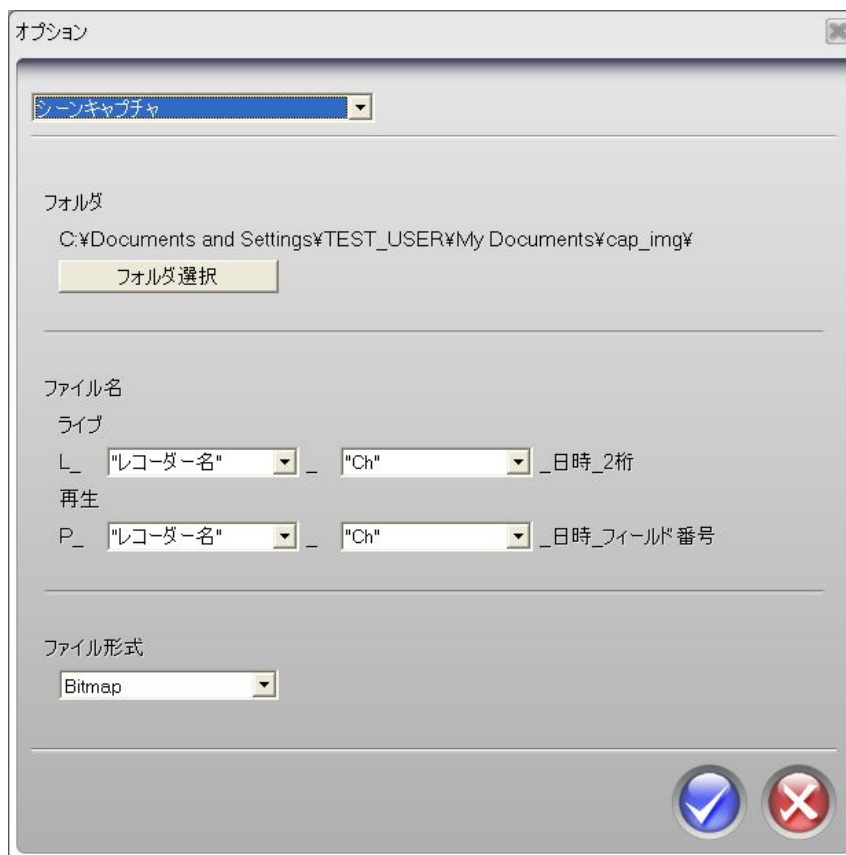 オプション
シーンキャプチャ
フォルダ
C:¥Documents and Settings¥TEST_USER¥My Documents¥cap_img¥
フォルダ選択
ファイル名
ライブ
L_ "レコーダー名" _ "Ch" _日時_2桁
再生
P_ "レコーダー名" _ "Ch" _日時_フィールド番号
ファイル形式
Bitmap